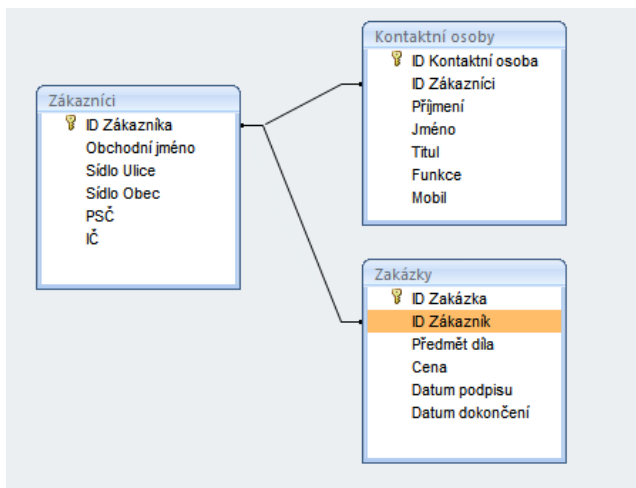 Zákazníci
ID Zákazníka
Obchodní jméno
Sídlo Ulice
Sídlo Obec
PSČ
IČ
Kontaktní osoby
ID Kontaktní osoba
ID Zákazníci
Příjmení
Jméno
Titul
Funkce
Mobil
Zakázky
ID Zakázka
ID Zákazník
Předmět díla
Cena
Datum podpisu
Datum dokončení